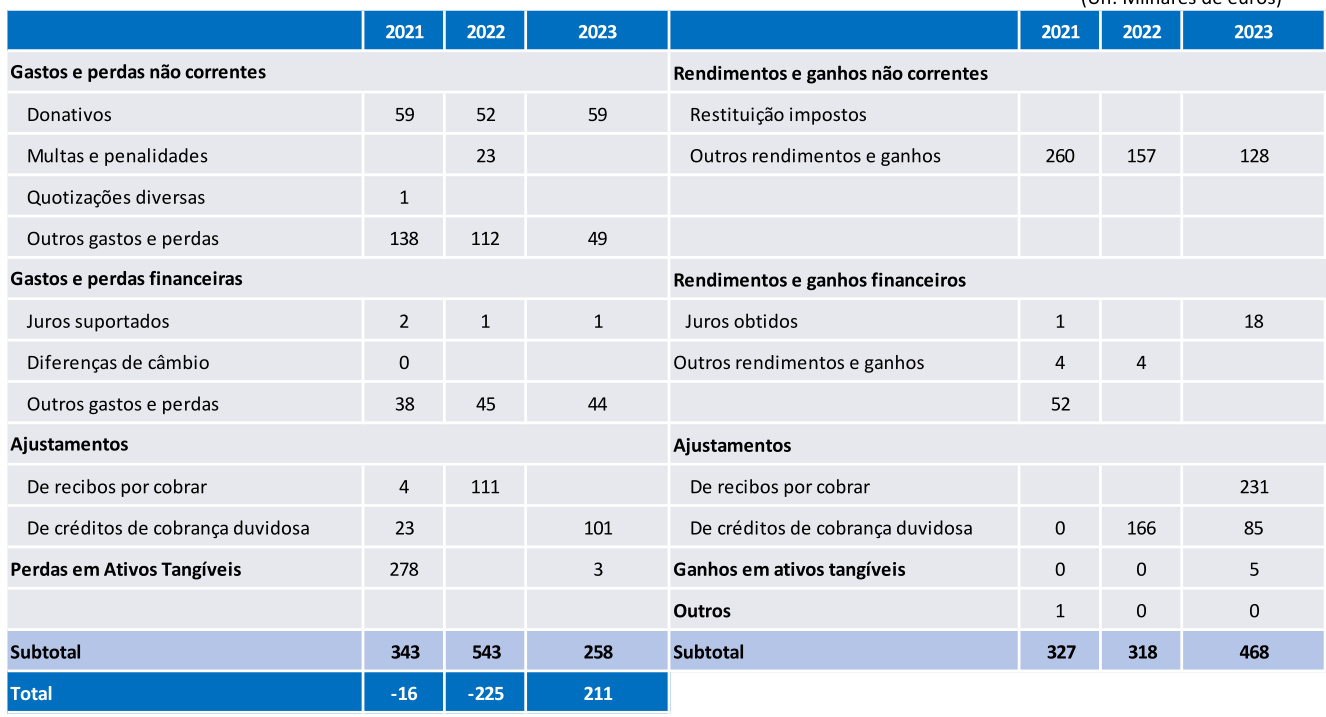 (Un: Milhares de euros)
2021 2022 2023 2021 2022 2023
Gastos e perdas não correntes Rendimentos e ganhos não correntes
Donativos 59 52 59 Restituição impostos
Multas e penalidades 23 Outros rendimentos e ganhos 260 157 128
Quotizações diversas 1
Outros gastos e perdas 138 112 49
Gastos e perdas financeiras Rendimentos e ganhos financeiros
Juros suportados 2 1 1 Juros obtidos 1 18
Diferenças de câmbio 0 Outros rendimentos e ganhos 4 4
Outros gastos e perdas 38 45 44 52
Ajustamentos Ajustamentos
De recibos por cobrar 4 111 De recibos por cobrar 231
De créditos de cobrança duvidosa 23 101 De créditos de cobrança duvidosa 0 166 85
Perdas em Ativos Tangíveis 278 3 Ganhos em ativos tangíveis 0 0 5
Outros 1 0 0
Subtotal 343 543 258 Subtotal 327 318 468
Total -16 -225 211